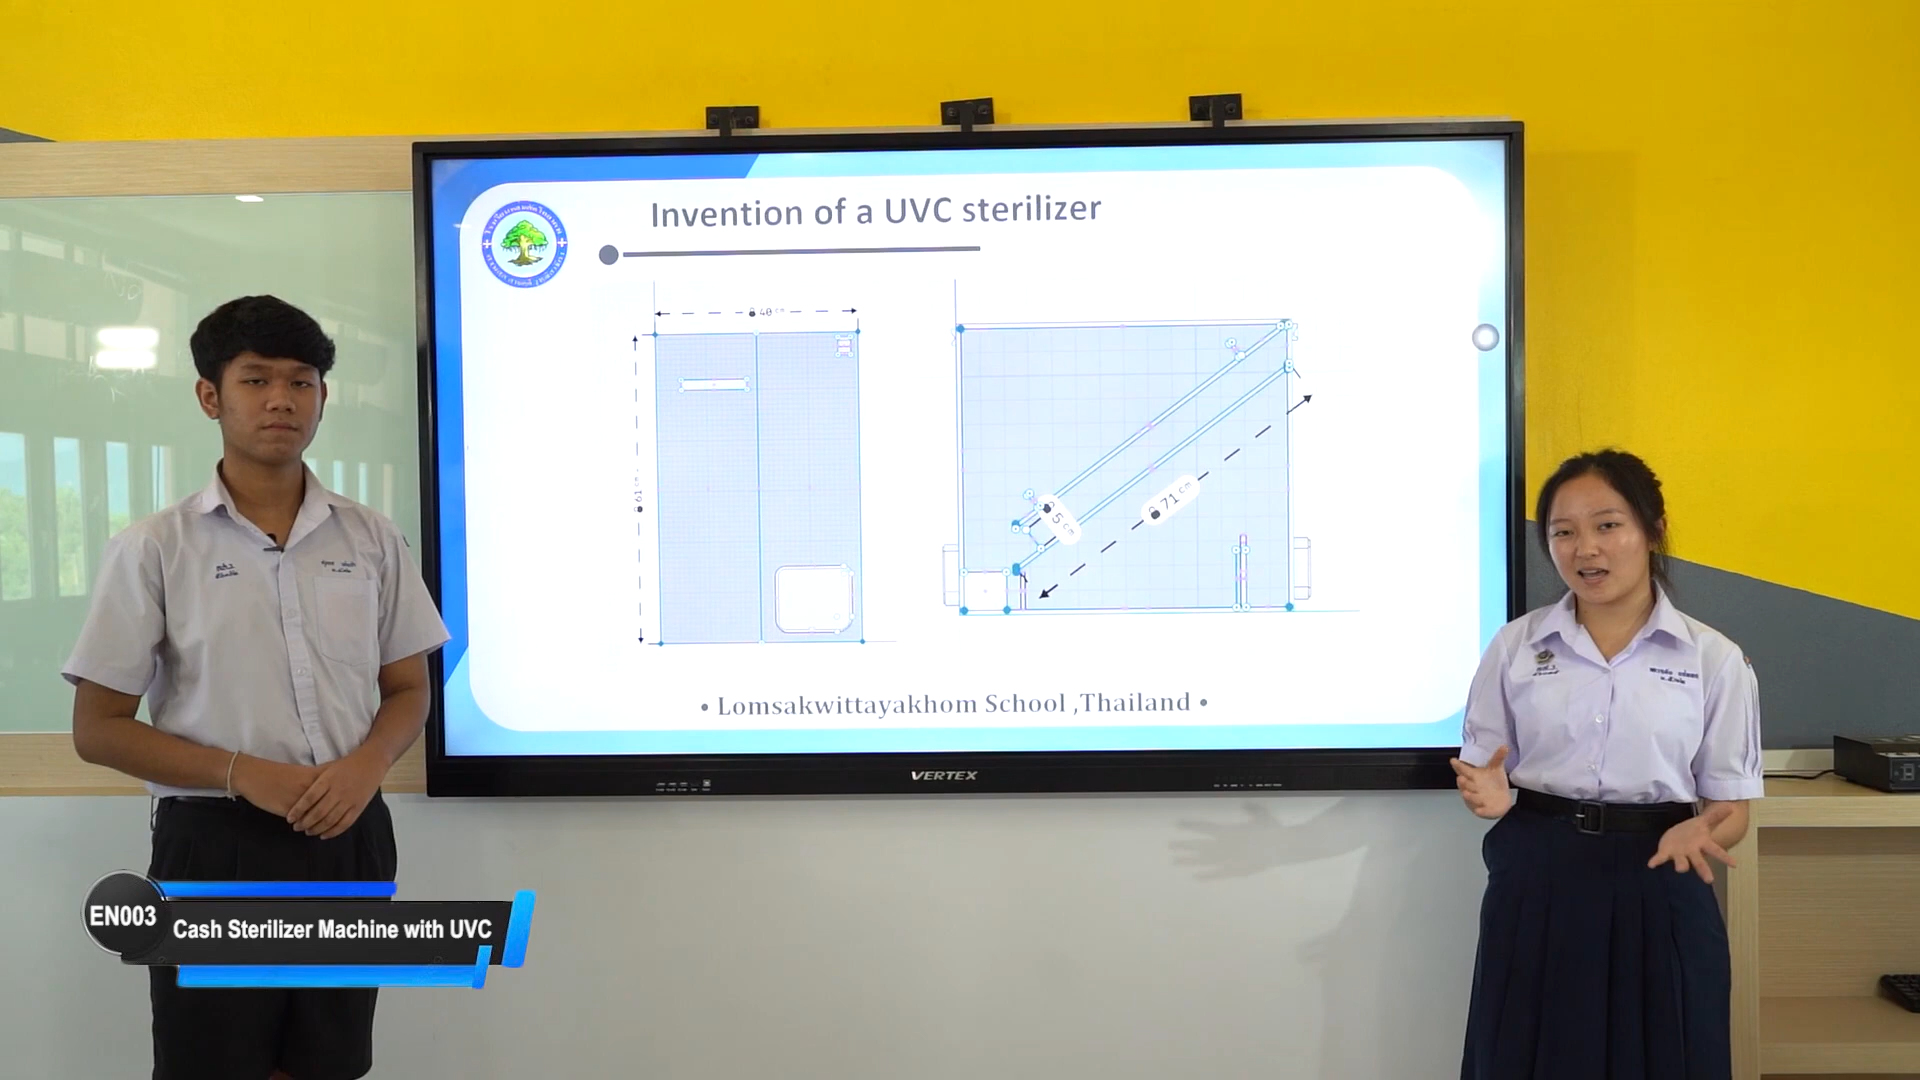 Invention of a UVC sterilizer
40 cm
61 cm
5 cm
71 cm
• Lomsakwittayakhom School ,Thailand •
VERTEX
EN003
Cash Sterilizer Machine with UVC